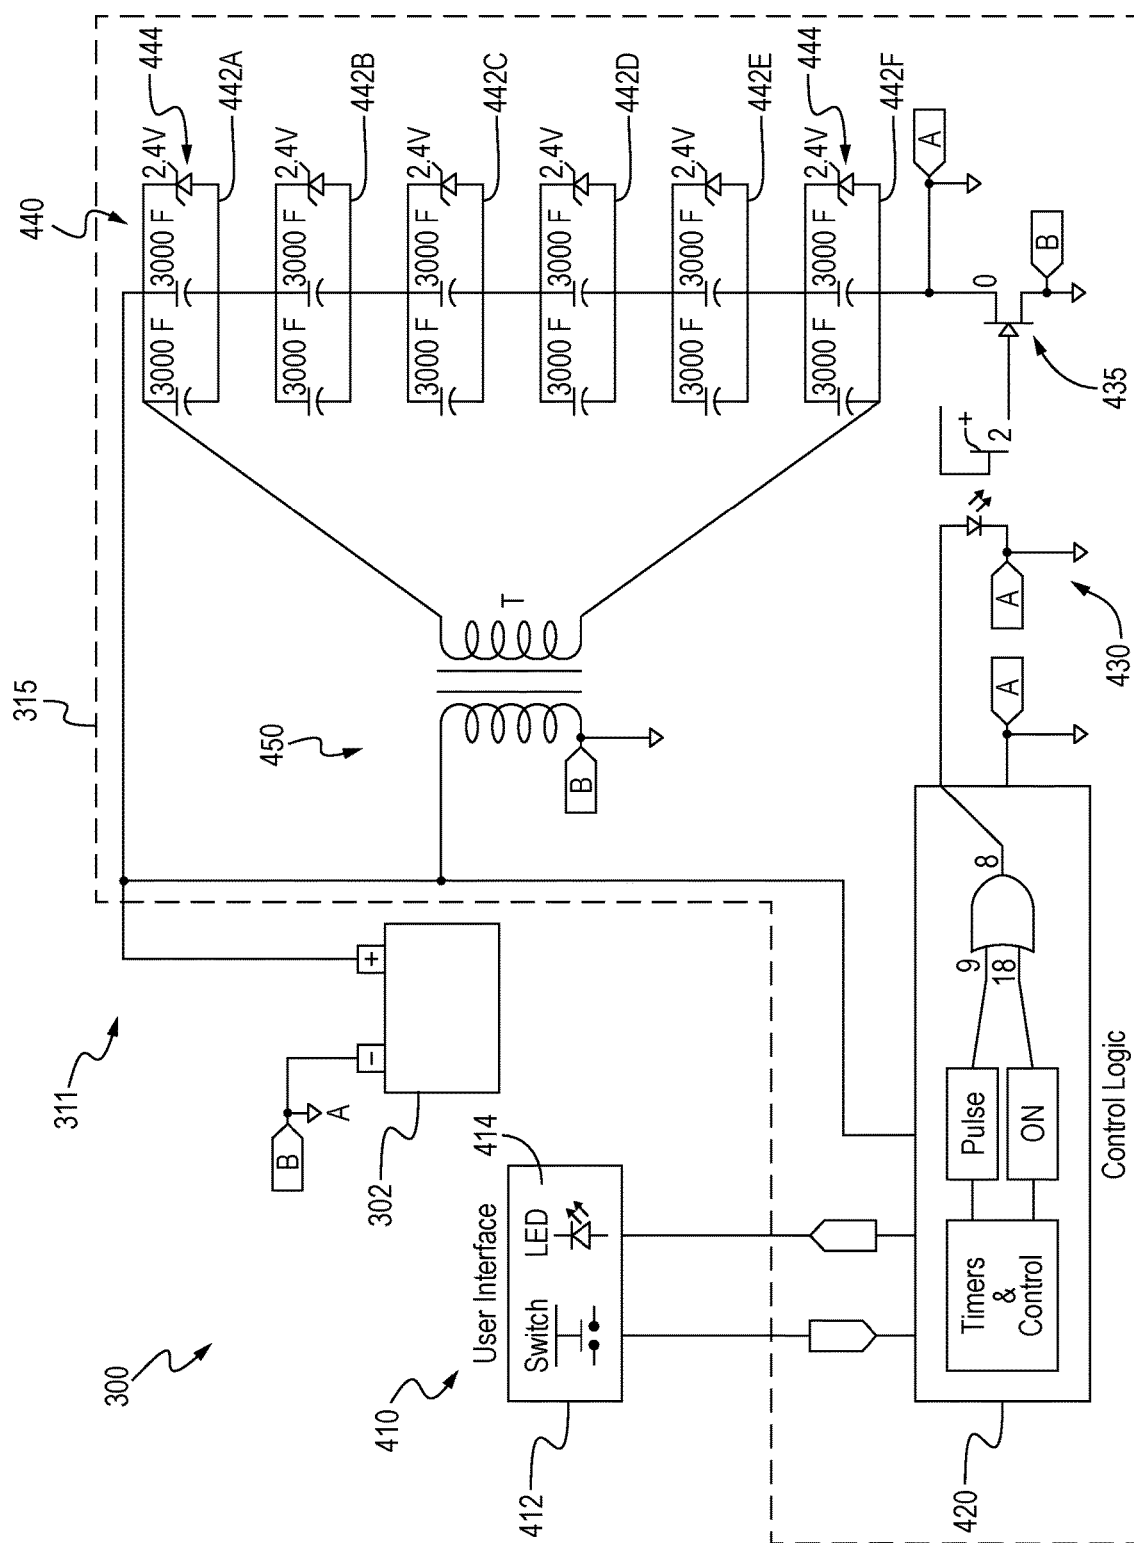 315
440
311
300
2.4V
444
3000 F
3000 F
442A
B
A
−
+
450
2.4V
3000 F
3000 F
442B
302
410
User Interface
414
Switch
LED
412
T
B
2.4V
3000 F
3000 F
442C
2.4V
3000 F
3000 F
442D
2.4V
3000 F
3000 F
442E
2.4V
444
3000 F
3000 F
442F
A
420
Timers
&
Control
Pulse
ON
9
18
8
Control Logic
A
A
430
+
2
0
B
435